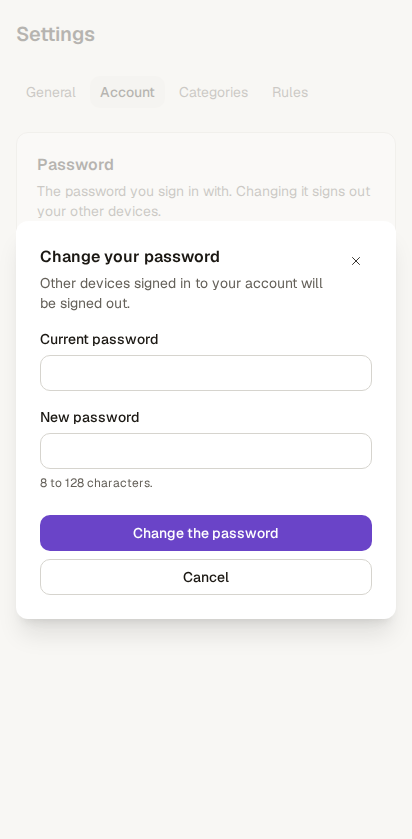 Settings
General Account Categories Rules
Password
The password you sign in with. Changing it signs out
your other devices.
Change your password
Other devices signed in to your account will
be signed out.
Current password
New password
8 to 128 characters.
Change the password
Cancel